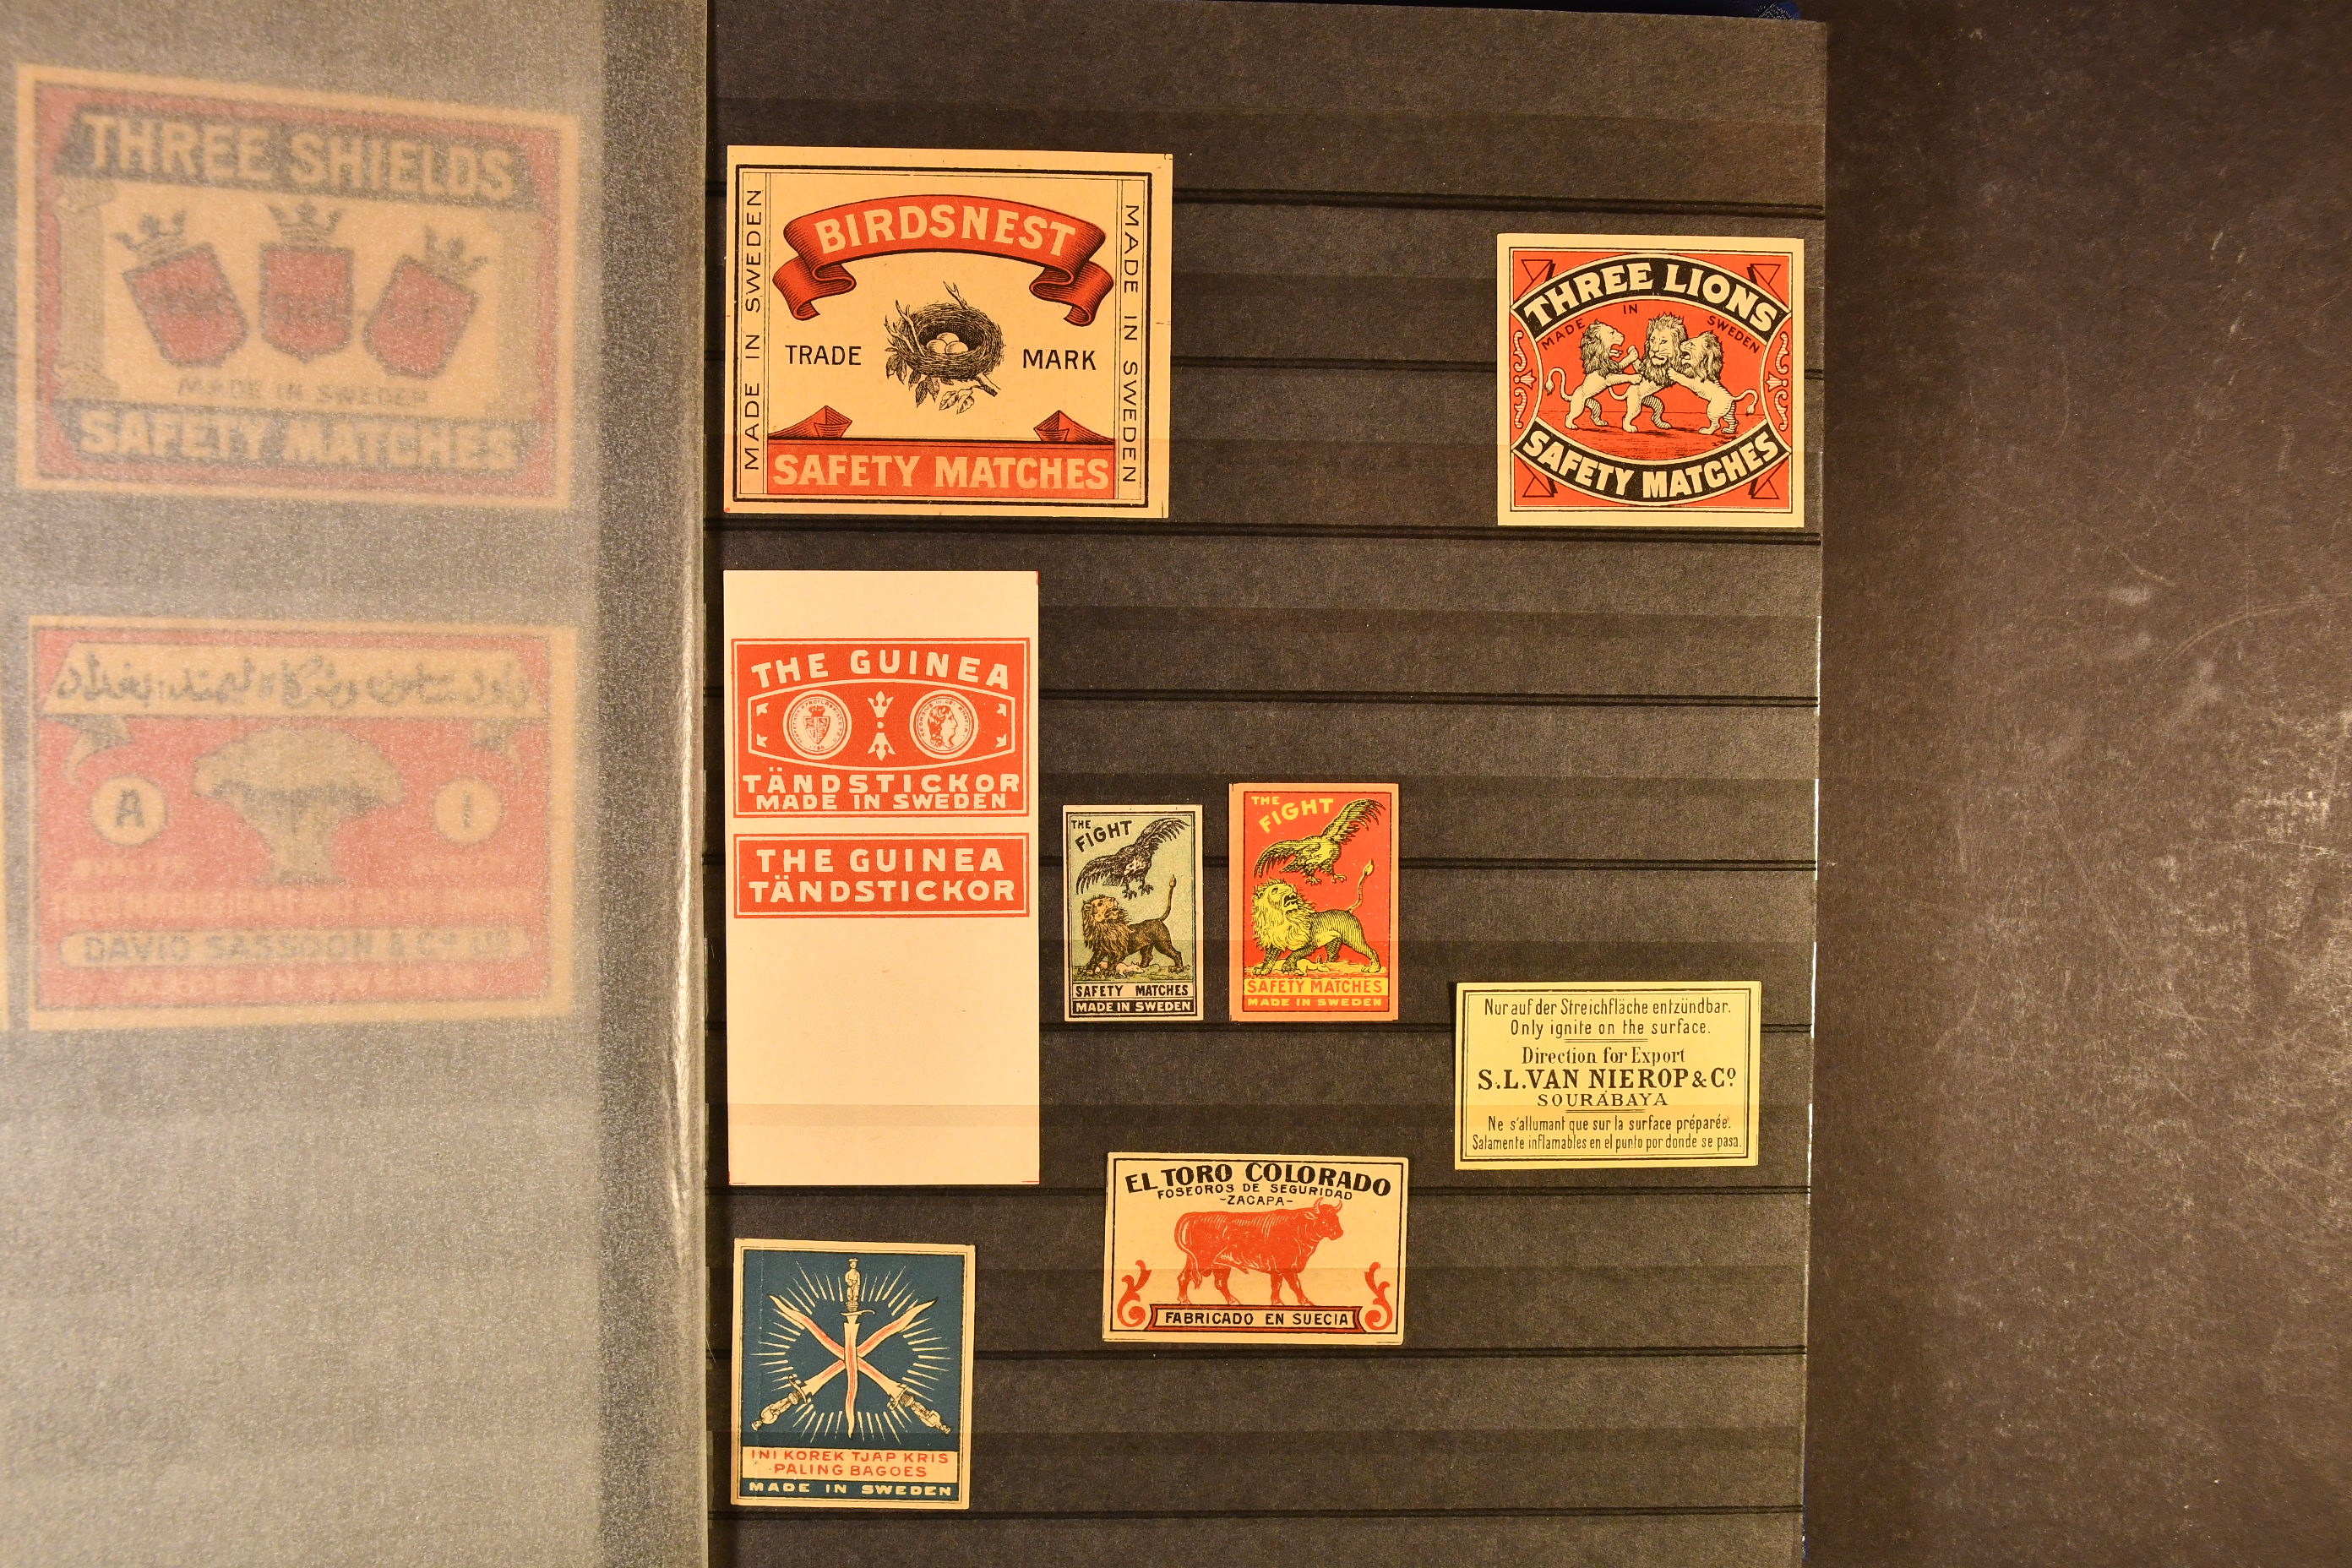 THREE SHIELDS
MADE IN SWEDEN
SAFETY MATCHES
A
1
DAVID SASSOON & Co LTD
MADE IN SWEDEN
BIRDSNEST
MADE IN SWEDEN
MADE IN SWEDEN
TRADE MARK
SAFETY MATCHES
THREE LIONS
MADE IN SWEDEN
SAFETY MATCHES
THE GUINEA
TÄNDSTICKOR
MADE IN SWEDEN
THE GUINEA
TÄNDSTICKOR
THE
FIGHT
SAFETY MATCHES
MADE IN SWEDEN
THE
FIGHT
SAFETY MATCHES
MADE IN SWEDEN
Nur auf der Streichfläche entzündbar.
Only ignite on the surface.
Direction for Export
S.L. VAN NIEROP & Co.
SOURABAYA
Ne s'allumant que sur la surface préparée.
Salamente inflamables en el punto por donde se pasa.
EL TORO COLORADO
FOSEOROS DE SEGURIDAD
-ZACAPA-
FABRICADO EN SUECIA
INI KOREK TJAP KRIS
PALING BAGOES
MADE IN SWEDEN